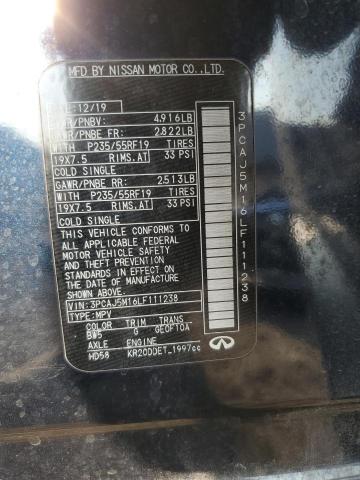 MFD BY NISSAN MOTOR CO.,LTD.
12/19
GVWR/PNBV: 4.916LB
GAWR/PNBE FR: 2.822LB
WITH P235/55RF19 TIRES
19X7.5 RIMS.AT 33 PSI
COLD SINGLE
GAWR/PNBE RR: 2.513LB
WITH P235/55RF19 TIRES
19X7.5 RIMS.AT 33 PSI
COLD SINGLE
THIS VEHICLE CONFORMS TO
ALL APPLICABLE FEDERAL
MOTOR VEHICLE SAFETY
AND THEFT PREVENTION
STANDARDS IN EFFECT ON
THE DATE OF MANUFACTURE
SHOWN ABOVE.
VIN: 3PCAJ5M16LF111238
TYPE:MPV
COLOR TRIM TRANS
BW5 G GEOF10A
AXLE ENGINE
HD58 KR20DDET_1997cc
3PCAJ5M16LF111238